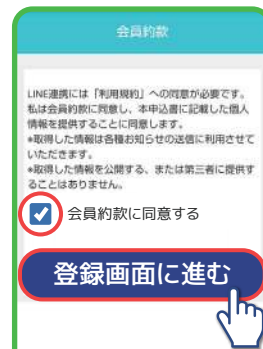 会員約款
LINE連携には「利用規約」への同意が必要です。
私は会員約款に同意し、本申込書に記載した個人
情報を提供することに同意します。
*取得した情報は各種お知らせの送信に利用させて
いただきます。
*取得した情報を公開する、または第三者に提供す
ることはありません。
会員約款に同意する
登録画面に進む